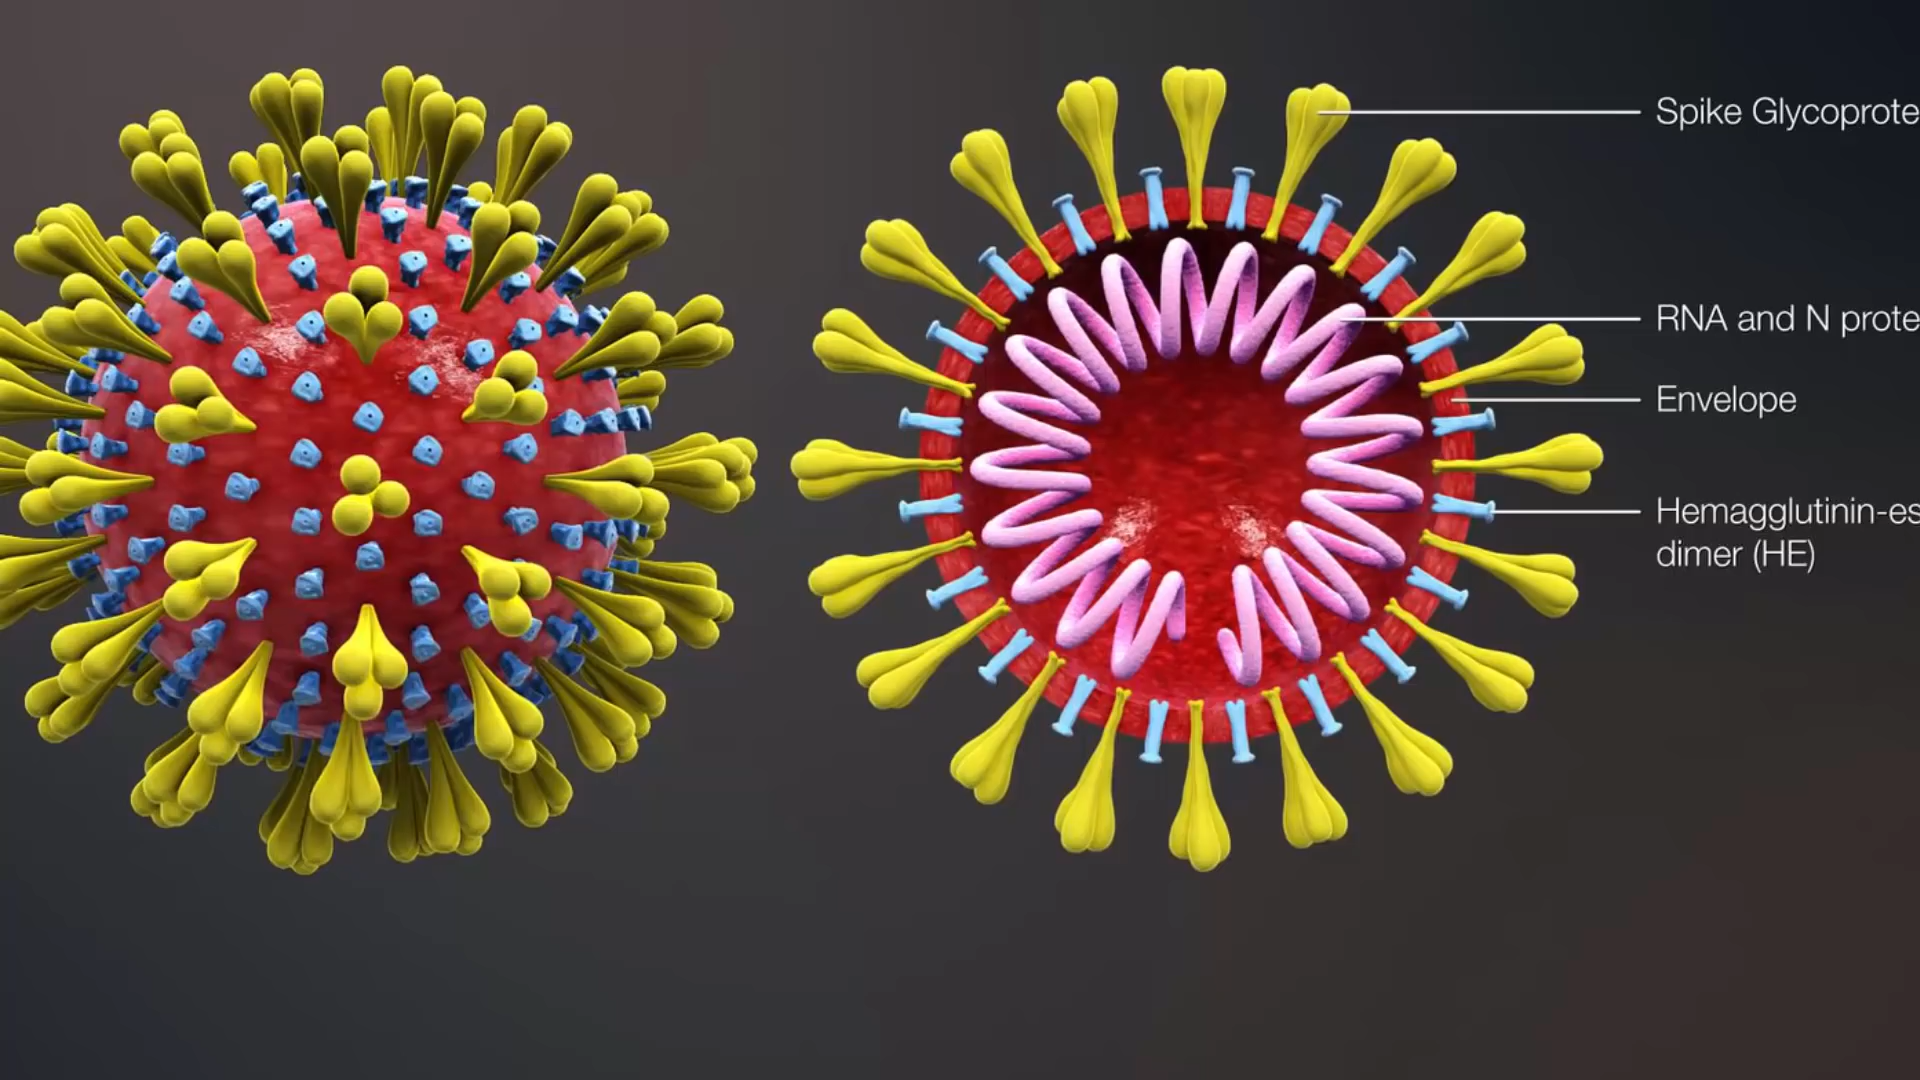 Spike Glycoprote
RNA and N prote
Envelope
Hemagglutinin-es
dimer (HE)